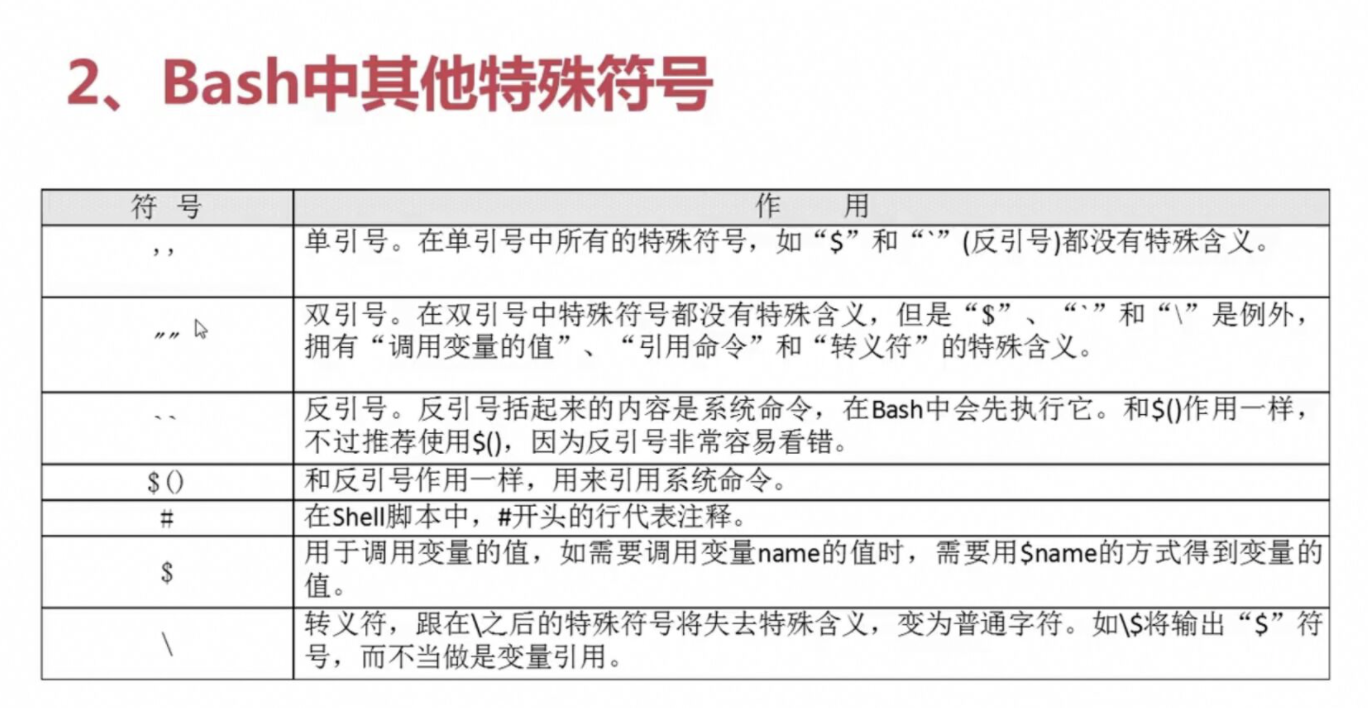 2、Bash中其他特殊符号
符 号
作 用
' '
单引号。在单引号中所有的特殊符号，如“$”和“`”(反引号)都没有特殊含义。
" "
双引号。在双引号中特殊符号都没有特殊含义，但是“$”、“`”和“\”是例外，
拥有“调用变量的值”、“引用命令”和“转义符”的特殊含义。
` `
反引号。反引号括起来的内容是系统命令，在Bash中会先执行它。和$()作用一样，
不过推荐使用$()，因为反引号非常容易看错。
$()
和反引号作用一样，用来引用系统命令。
#
在Shell脚本中，#开头的行代表注释。
$
用于调用变量的值，如需要调用变量name的值时，需要用$name的方式得到变量的
值。
\
转义符，跟在\之后的特殊符号将失去特殊含义，变为普通字符。如\$将输出“$”符
号，而不当做是变量引用。